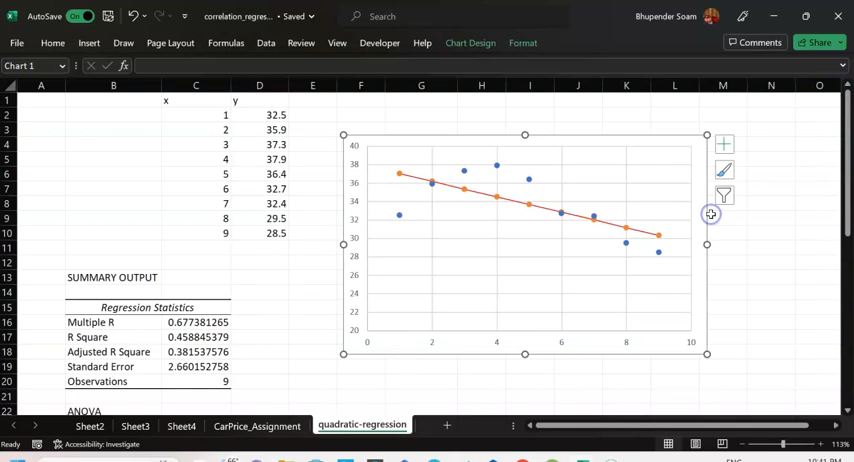 AutoSave On correlation_regres... • Saved Search Bhupender Soam
File Home Insert Draw Page Layout Formulas Data Review View Developer Help Chart Design Format Comments Share
Chart 1 fx
A B C D E F G H I J K L M N O
1 x y
2 1 32.5
3 2 35.9
4 3 37.3
5 4 37.9
6 5 36.4
7 6 32.7
8 7 32.4
9 8 29.5
10 9 28.5
11
12
13 SUMMARY OUTPUT
14
15 Regression Statistics
16 Multiple R 0.677381265
17 R Square 0.458845379
18 Adjusted R Square 0.381537576
19 Standard Error 2.660152758
20 Observations 9
21
22 ANOVA
40
38
36
34
32
30
28
26
24
22
20
0 2 4 6 8 10
Sheet2 Sheet3 Sheet4 CarPrice_Assignment quadratic-regression
Ready Accessibility: Investigate 113%
66° ENG 10:41 PM